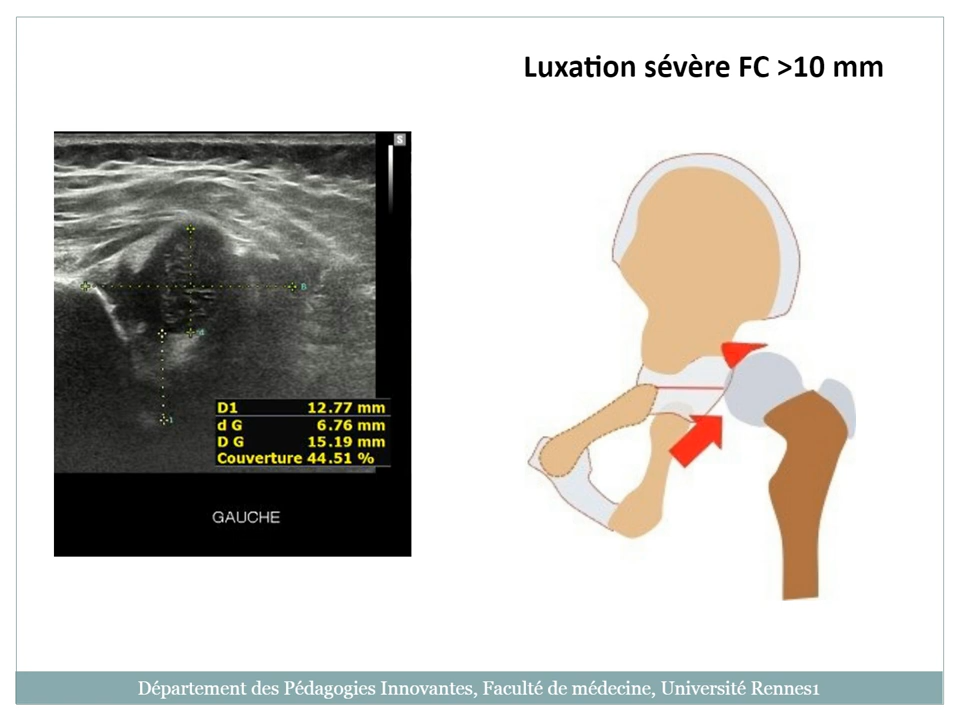 Luxation sévère FC >10 mm
S
B
1
D1 12.77 mm
d G 6.76 mm
D G 15.19 mm
Couverture 44.51 %
GAUCHE
Département des Pédagogies Innovantes, Faculté de médecine, Université Rennes1